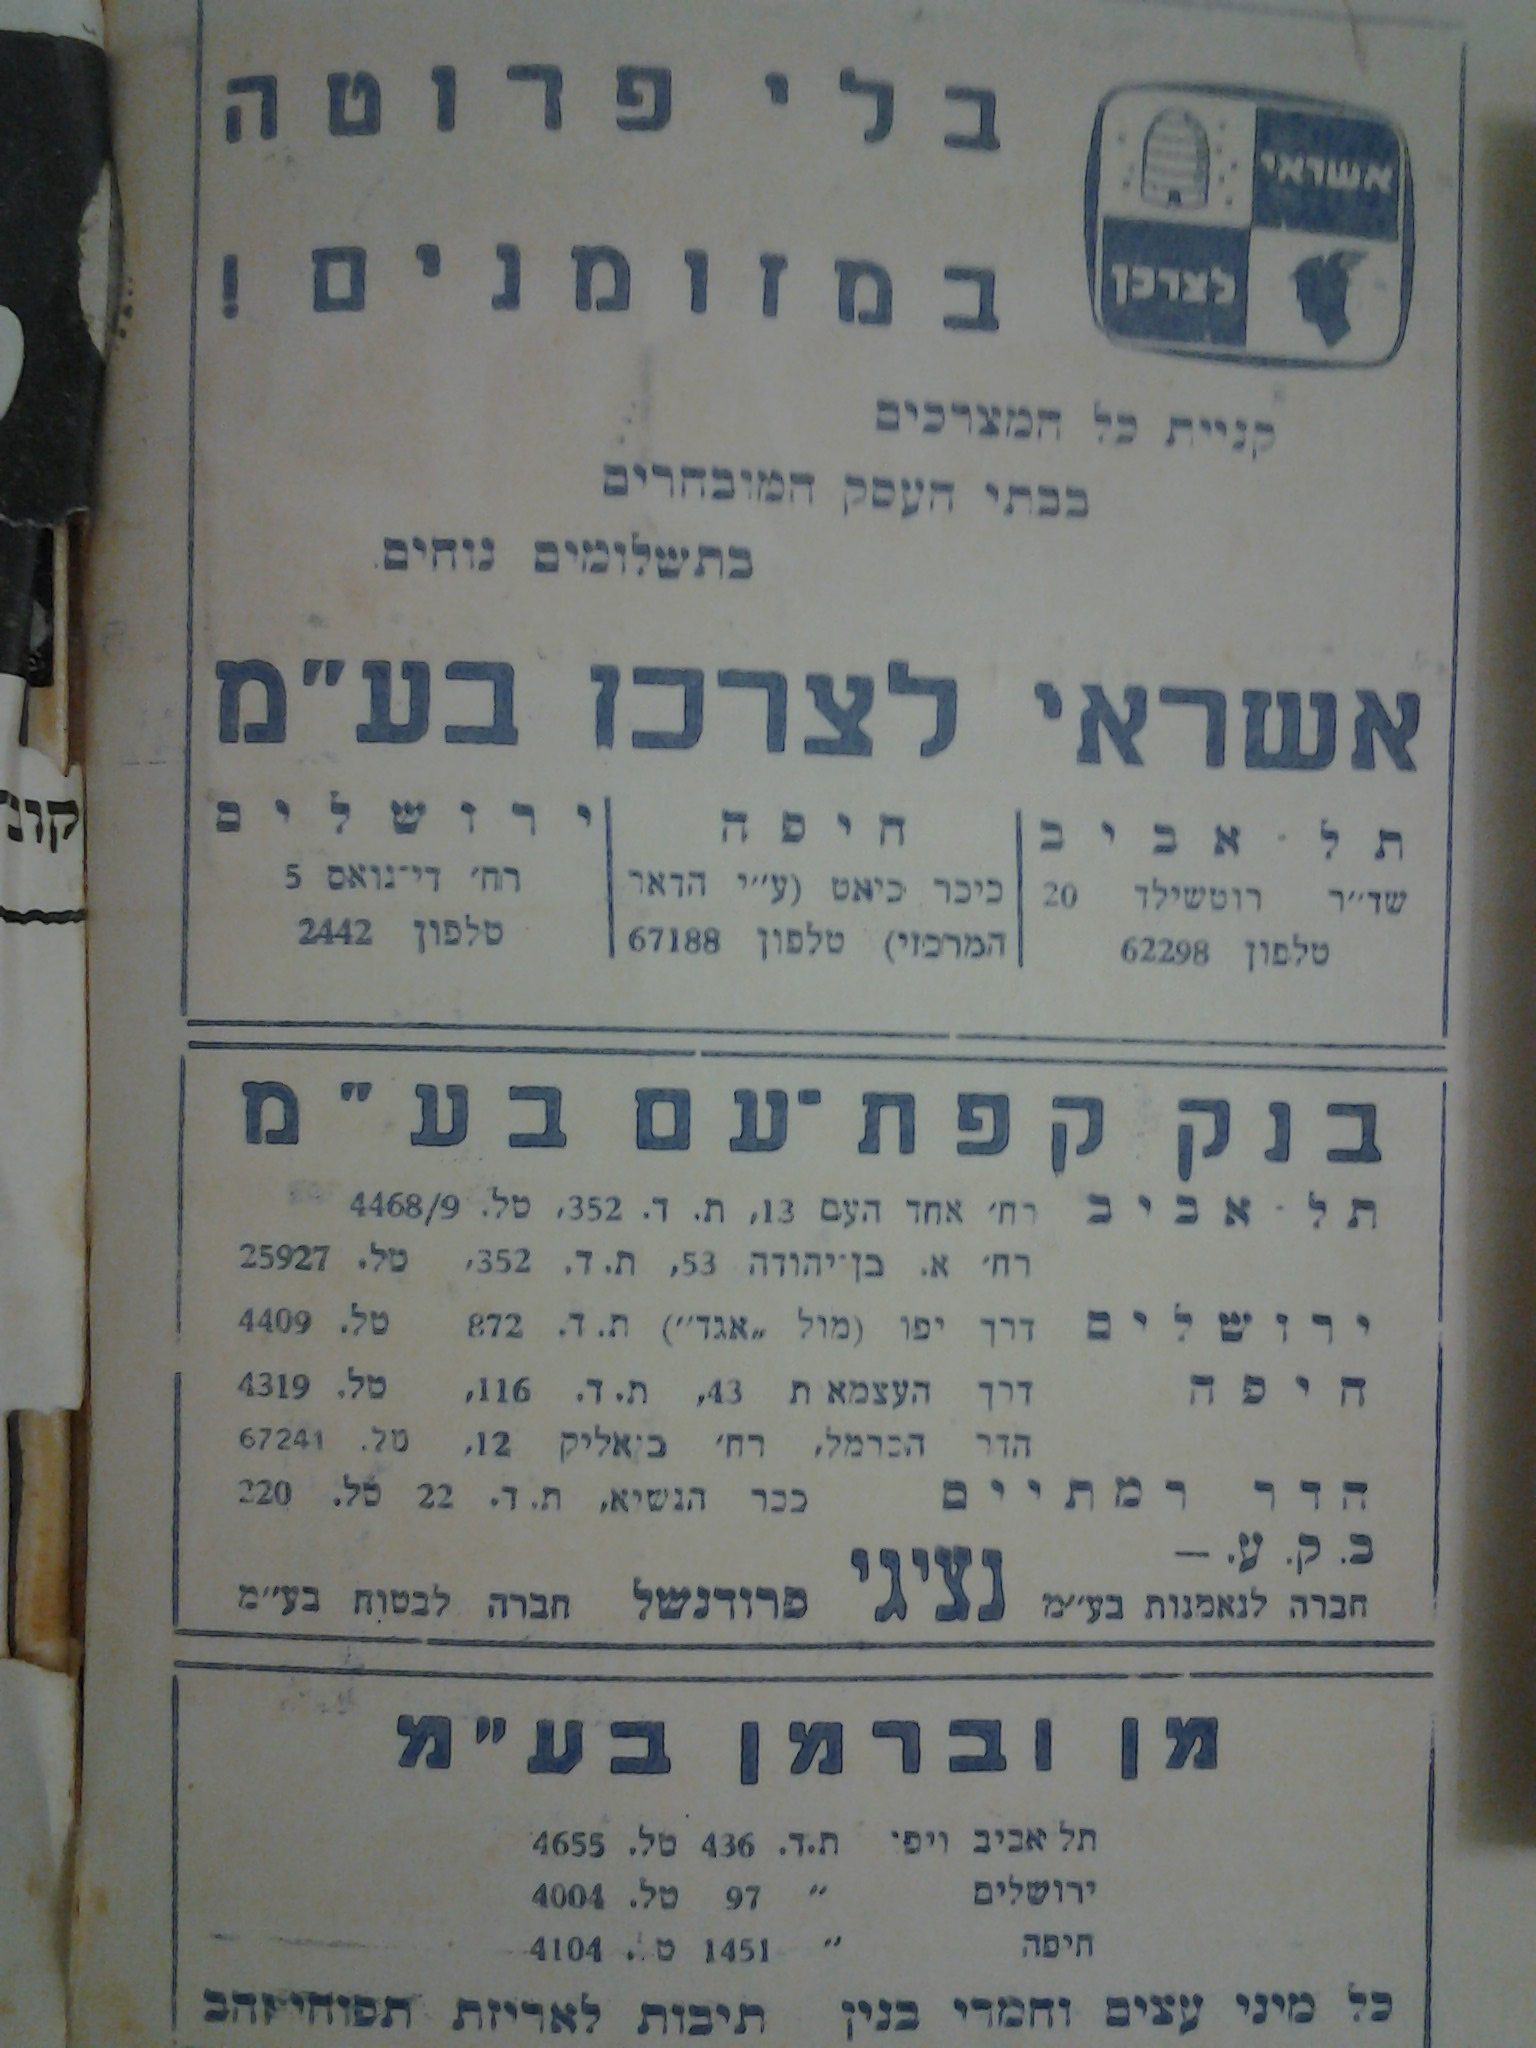 אשראי
לצרכן
בלי פרוטה
במזומנים!
קניית כל המצרכים
בבתי העסק המובחרים
בתשלומים נוחים.
אשראי לצרכן בע"מ
תל-אביב
שד״ר רוטשילד 20
טלפון 62298
חיפה
כיכר כיאט (ע״י הדאר
המרכזי) טלפון 67188
ירושלים
רח׳ די־נואס 5
טלפון 2442
בנק קפת־עם בע"מ
תל-אביב רח׳ אחד העם 13, ת. ד. 352, טל. 4468/9
רח׳ א. בן־יהודה 53, ת.ד. 352, טל. 25927
ירושלים דרך יפו (מול „אגד״) ת.ד. 872 טל. 4409
חיפה דרך העצמא ת 43, ת.ד. 116, טל. 4319
הדר הכרמל, רח׳ ביאליק 12, טל. 67241
הדר רמתיים ככר הנשיא, ת.ד. 22 טל. 220
ב. ק. ע. —
חברה לנאמנות בע״מ נציגי פרודנשל חברה לבטוח בע״מ
מן וברמן בע"מ
תל אביב ויפו ת.ד. 436 טל. 4655
ירושלים ״ 97 טל. 4004
חיפה ״ 1451 ט. 4104
כל מיני עצים וחמרי בנין תיבות לאריזת תפוחי זהב